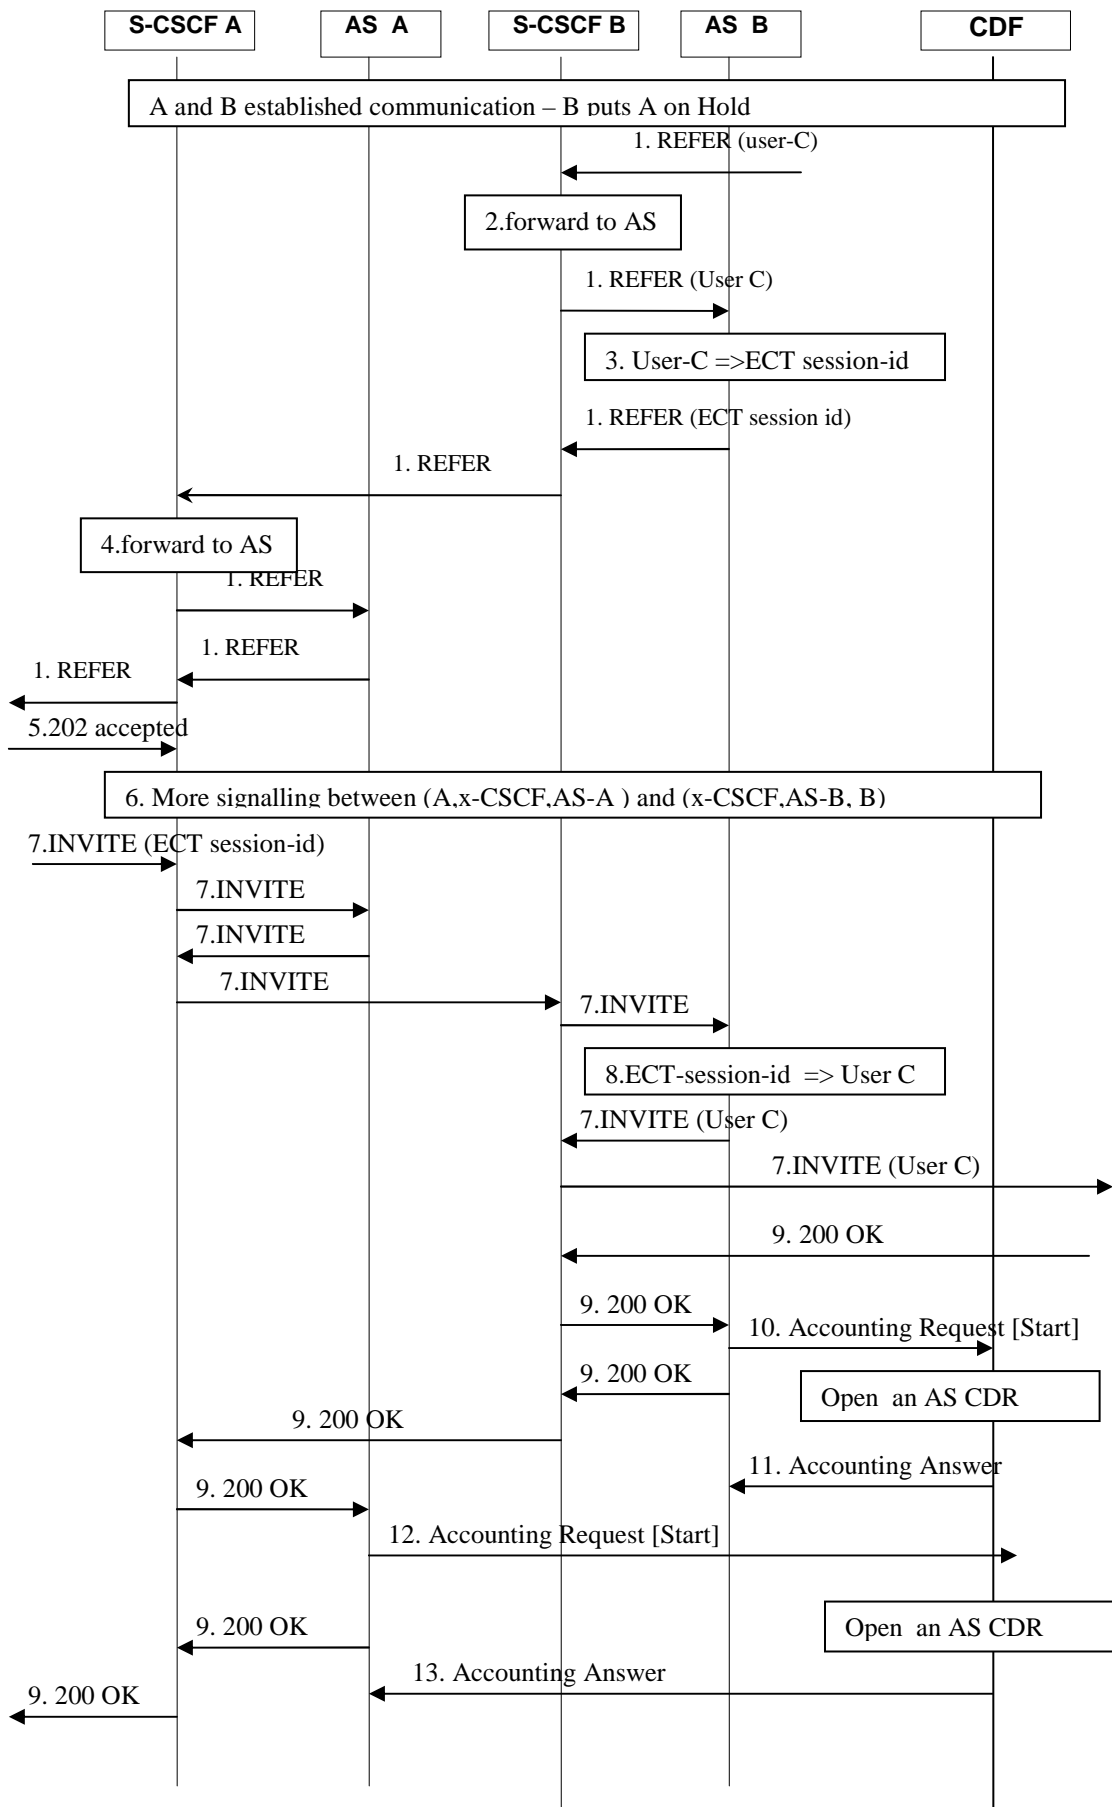 S-CSCF A
AS A
S-CSCF B
AS B
CDF
A and B established communication – B puts A on Hold
1. REFER (user-C)
2.forward to AS
1. REFER (User C)
3. User-C =>ECT session-id
1. REFER (ECT session id)
1. REFER
4.forward to AS
1. REFER
1. REFER
1. REFER
5.202 accepted
6. More signalling between (A,x-CSCF,AS-A ) and (x-CSCF,AS-B, B)
7.INVITE (ECT session-id)
7.INVITE
7.INVITE
7.INVITE
7.INVITE
8.ECT-session-id => User C
7.INVITE (User C)
7.INVITE (User C)
9. 200 OK
9. 200 OK
10. Accounting Request [Start]
9. 200 OK
Open an AS CDR
9. 200 OK
11. Accounting Answer
9. 200 OK
12. Accounting Request [Start]
9. 200 OK
Open an AS CDR
13. Accounting Answer
9. 200 OK